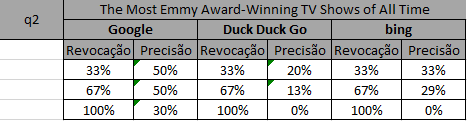 q2 The Most Emmy Award-Winning TV Shows of All Time
Google Duck Duck Go bing
Revocação Precisão Revocação Precisão Revocação Precisão
33% 50% 33% 20% 33% 33%
67% 50% 67% 13% 67% 29%
100% 30% 100% 0% 100% 0%